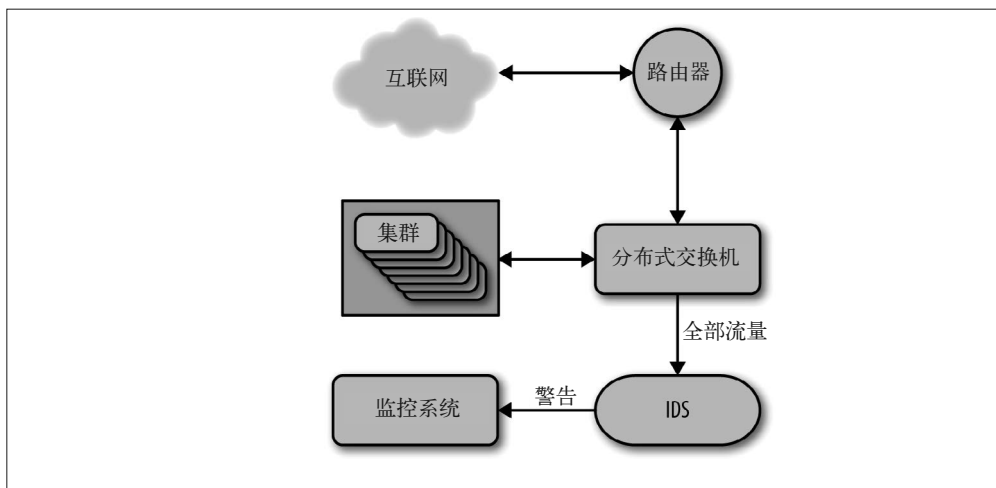 互联网
路由器
集群
分布式交换机
全部流量
监控系统
警告
IDS